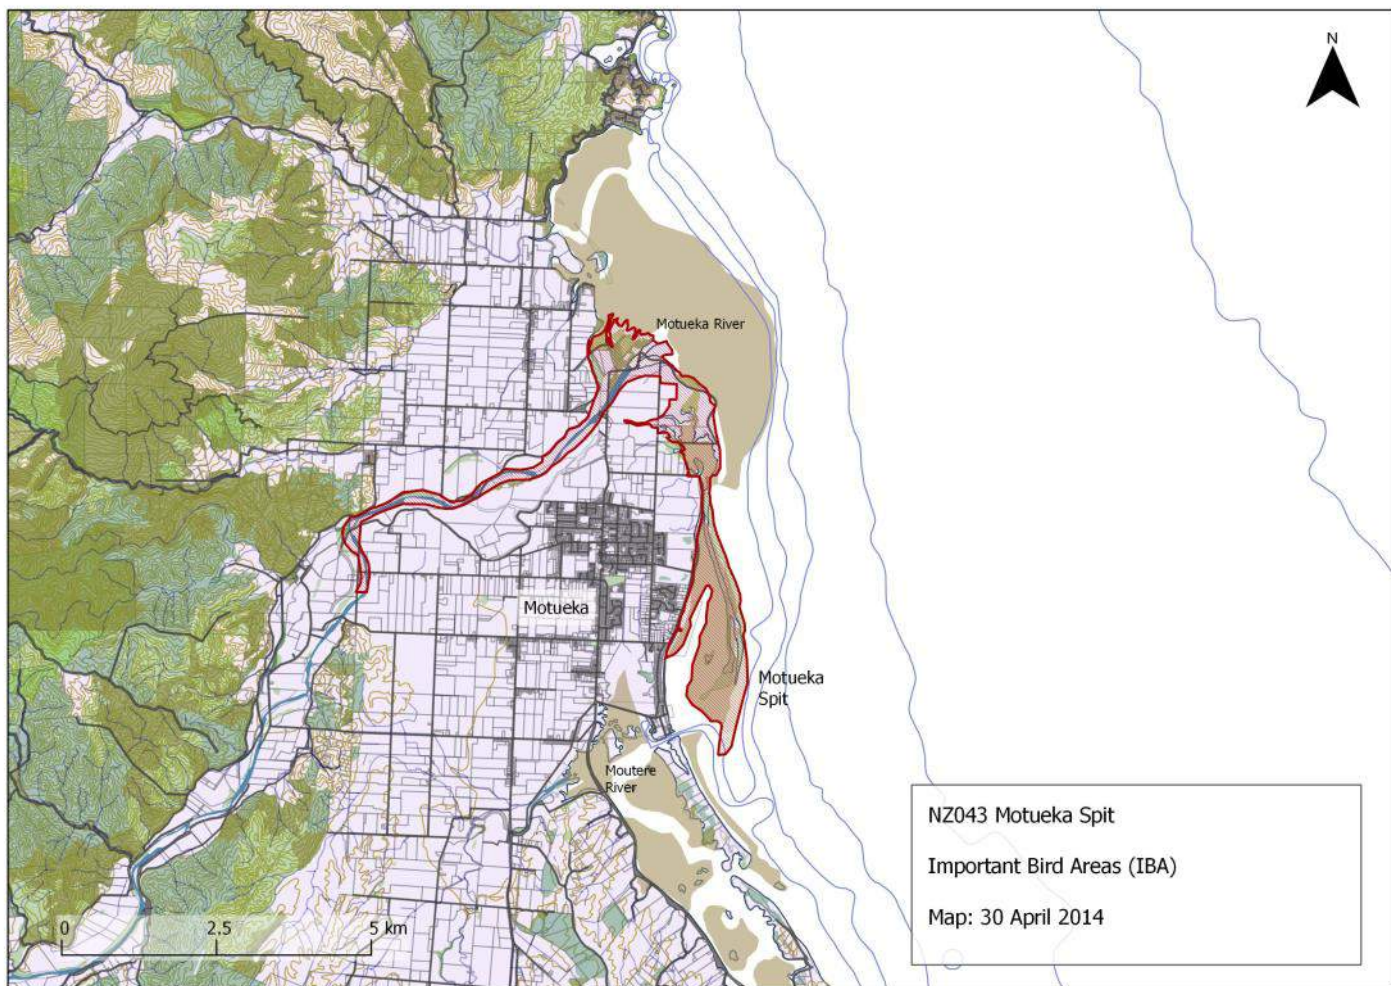 N
Motueka River
Motueka
Motueka
Spit
Moutere
River
NZ043 Motueka Spit
Important Bird Areas (IBA)
Map: 30 April 2014
0 2.5 5 km